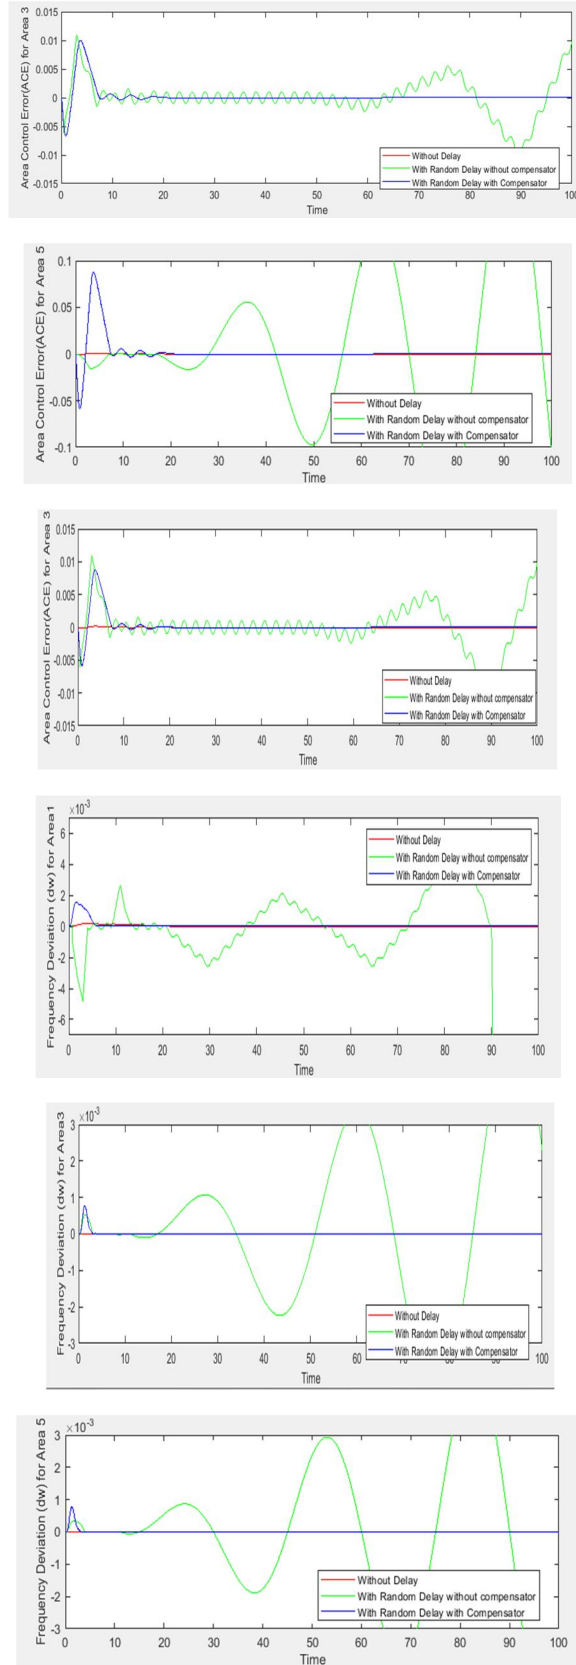 Area Control Error(ACE) for Area 3
0.015
0.01
0.005
0
-0.005
-0.01
-0.015
0 10 20 30 40 50 60 70 80 90 100
Time
Without Delay
With Random Delay without compensator
With Random Delay with Compensator
Area Control Error(ACE) for Area 5
0.1
0.05
0
-0.05
-0.1
0 10 20 30 40 50 60 70 80 90 100
Time
Without Delay
With Random Delay without compensator
With Random Delay with Compensator
Area Control Error(ACE) for Area 3
0.015
0.01
0.005
0
-0.005
-0.01
-0.015
0 10 20 30 40 50 60 70 80 90 100
Time
Without Delay
With Random Delay without compensator
With Random Delay with Compensator
Frequency Deviation (dw) for Area1
×10-3
6
4
2
0
-2
-4
-6
0 10 20 30 40 50 60 70 80 90 100
Time
Without Delay
With Random Delay without compensator
With Random Delay with Compensator
Frequency Deviation (dw) for Area3
×10-3
3
2
1
0
-1
-2
-3
0 10 20 30 40 50 60 70 80 90 100
Time
Without Delay
With Random Delay without compensator
With Random Delay with Compensator
Frequency Deviation (dw) for Area 5
×10-3
3
2
1
0
-1
-2
-3
0 10 20 30 40 50 60 70 80 90 100
Time
Without Delay
With Random Delay without compensator
With Random Delay with Compensator